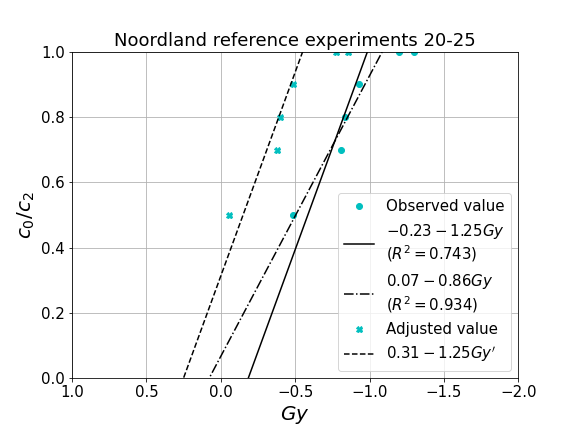 Noordland reference experiments 20-25
1.0
0.8
0.6
0.4
0.2
0.0
c₀/c₂
Observed value
−0.23 − 1.25Gy
(R² = 0.743)
0.07 − 0.86Gy
(R² = 0.934)
Adjusted value
0.31 − 1.25Gy′
1.0 0.5 0.0 −0.5 −1.0 −1.5 −2.0
Gy